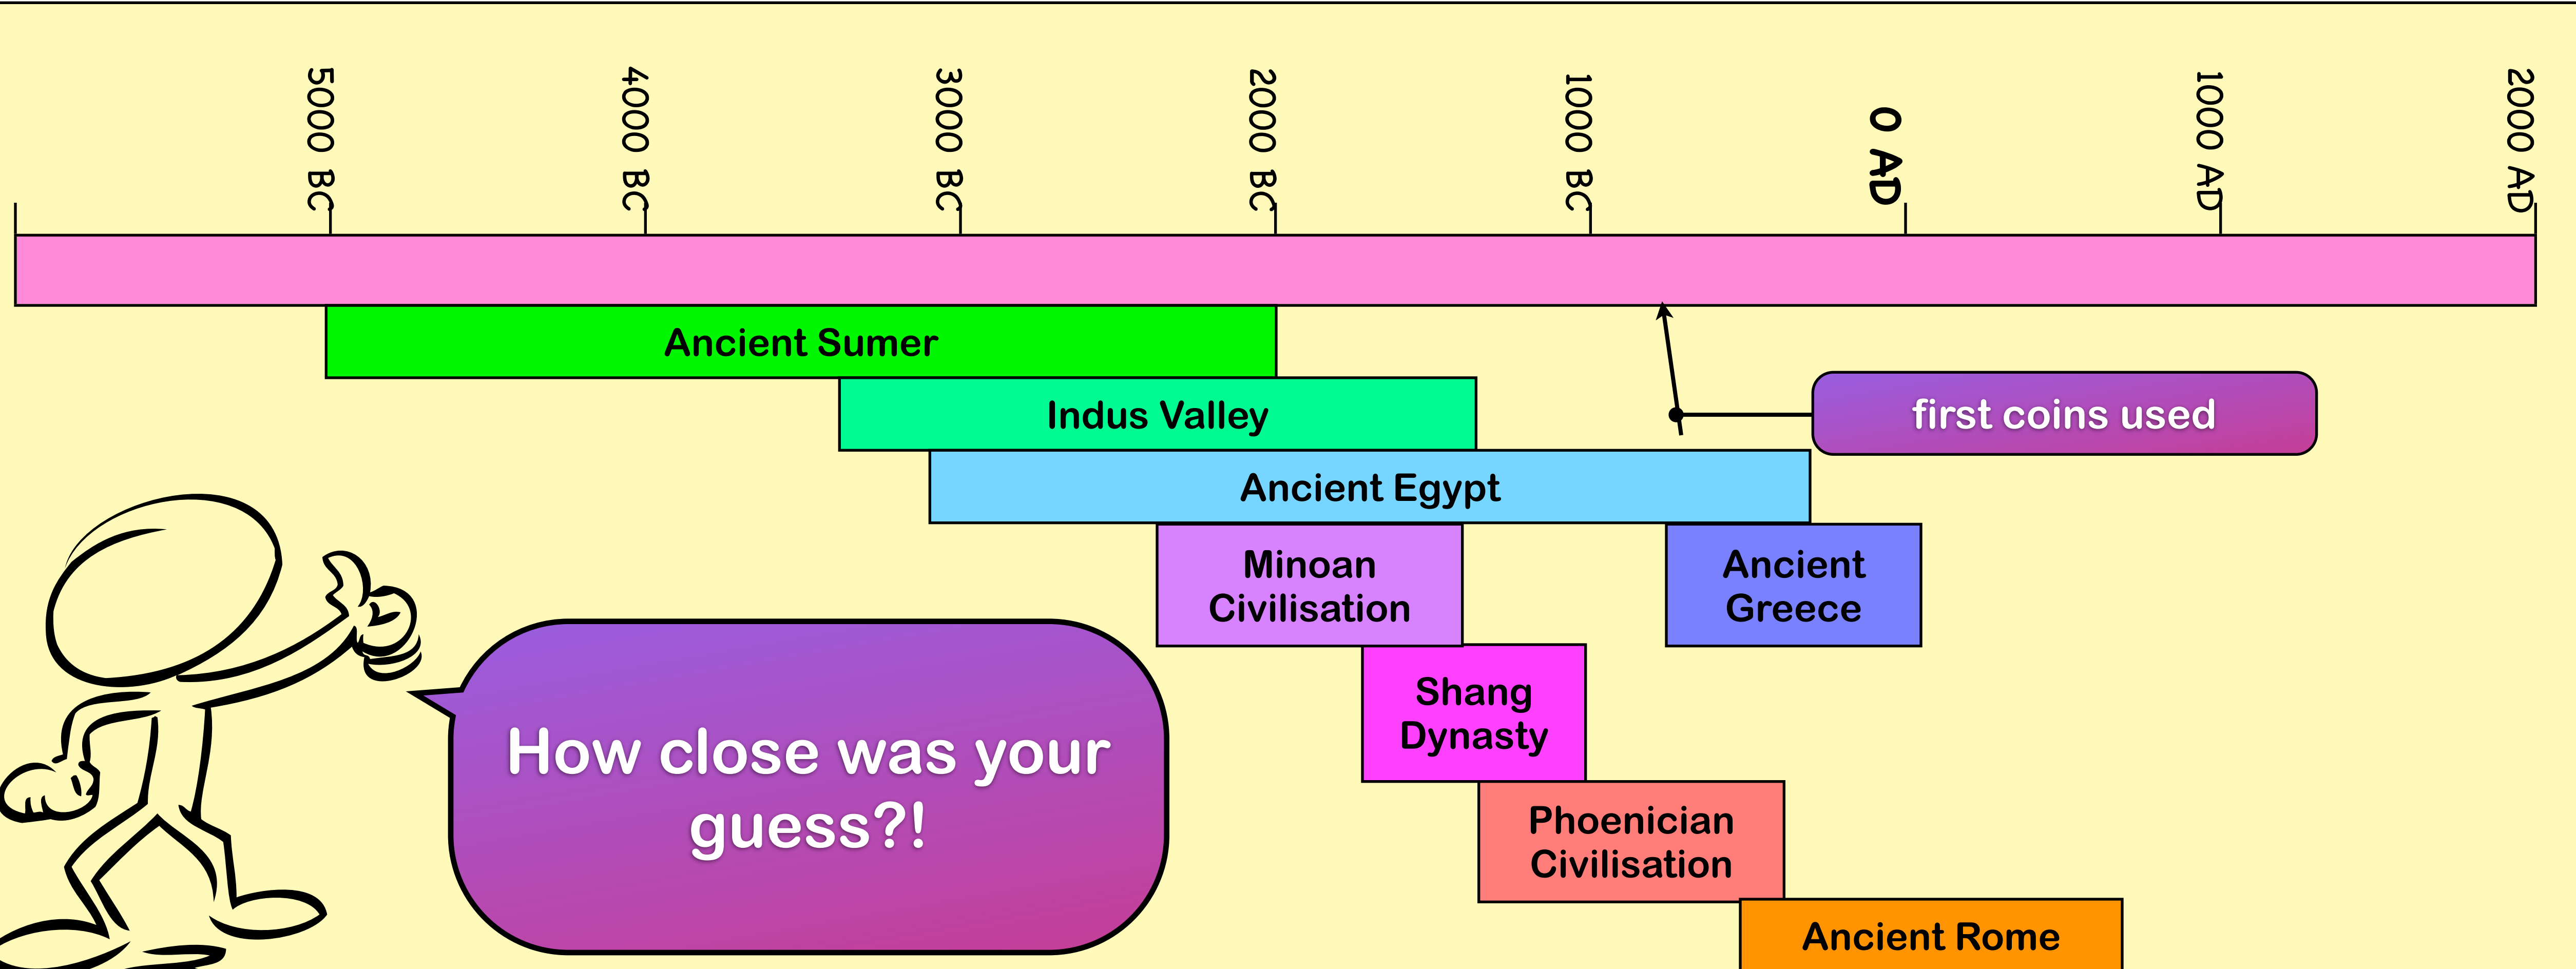 5000 BC
4000 BC
3000 BC
2000 BC
1000 BC
0 AD
1000 AD
2000 AD
Ancient Sumer
Indus Valley
first coins used
Ancient Egypt
Minoan
Civilisation
Ancient
Greece
Shang
Dynasty
How close was your
guess?!
Phoenician
Civilisation
Ancient Rome